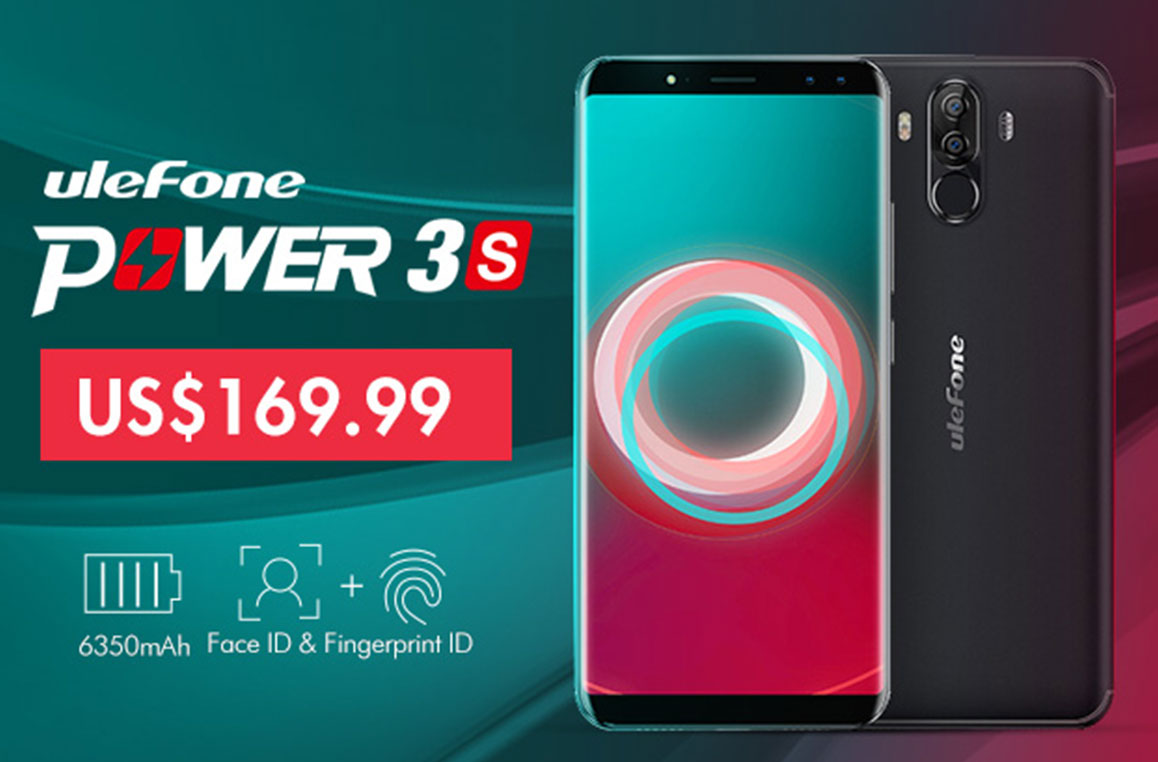 uleFone
POWER 3S
US$169.99
6350mAh
Face ID & Fingerprint ID
uleFone